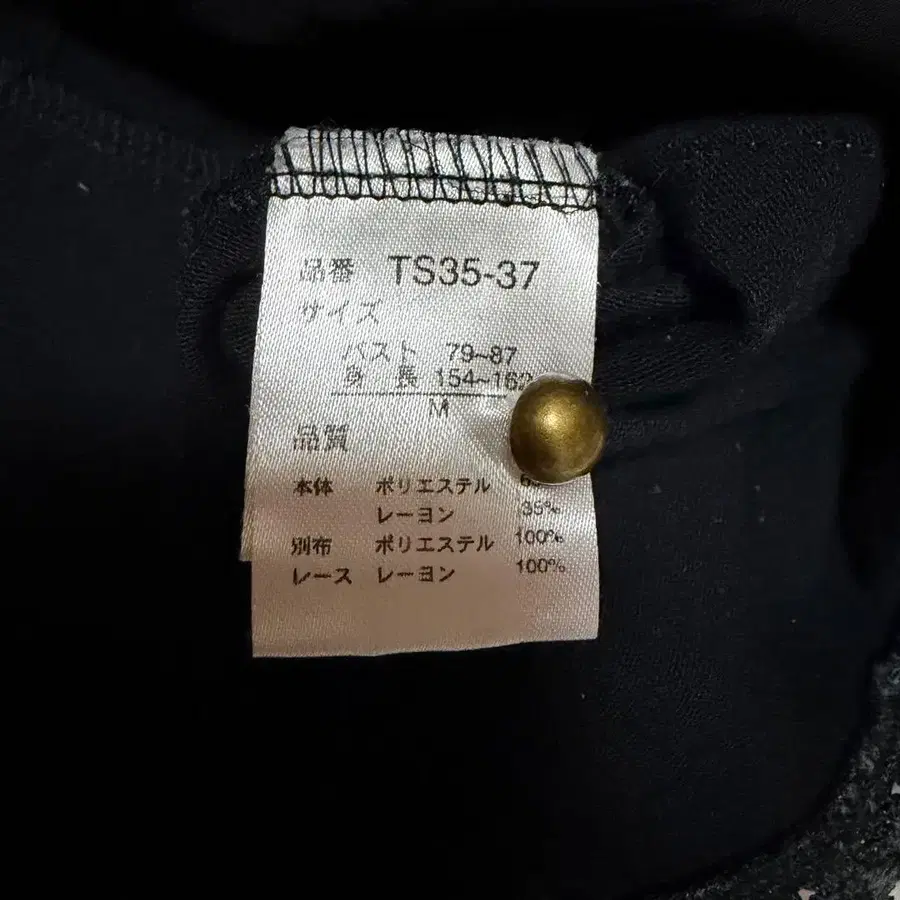 品番 TS35-37
サイズ
バスト 79~87
身 長 154~162
M
品質
本体 ポリエステル
レーヨン 35%
別布 ポリエステル 100%
レース レーヨン 100%